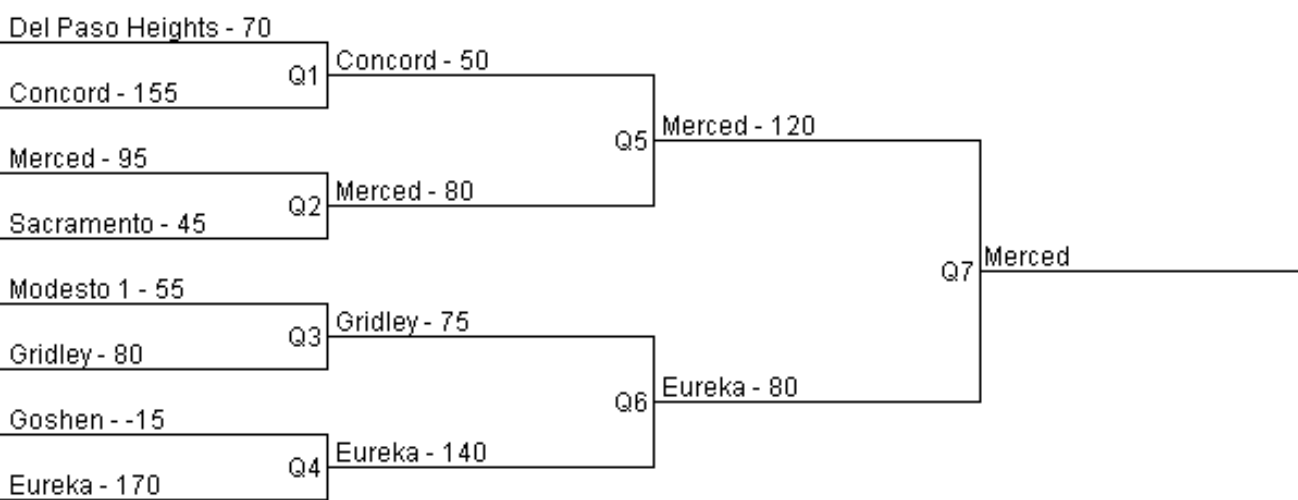 Del Paso Heights - 70
Concord - 50
Q1
Concord - 155
Merced - 120
Q5
Merced - 95
Merced - 80
Q2
Sacramento - 45
Merced
Q7
Modesto 1 - 55
Gridley - 75
Q3
Gridley - 80
Eureka - 80
Q6
Goshen - -15
Eureka - 140
Q4
Eureka - 170